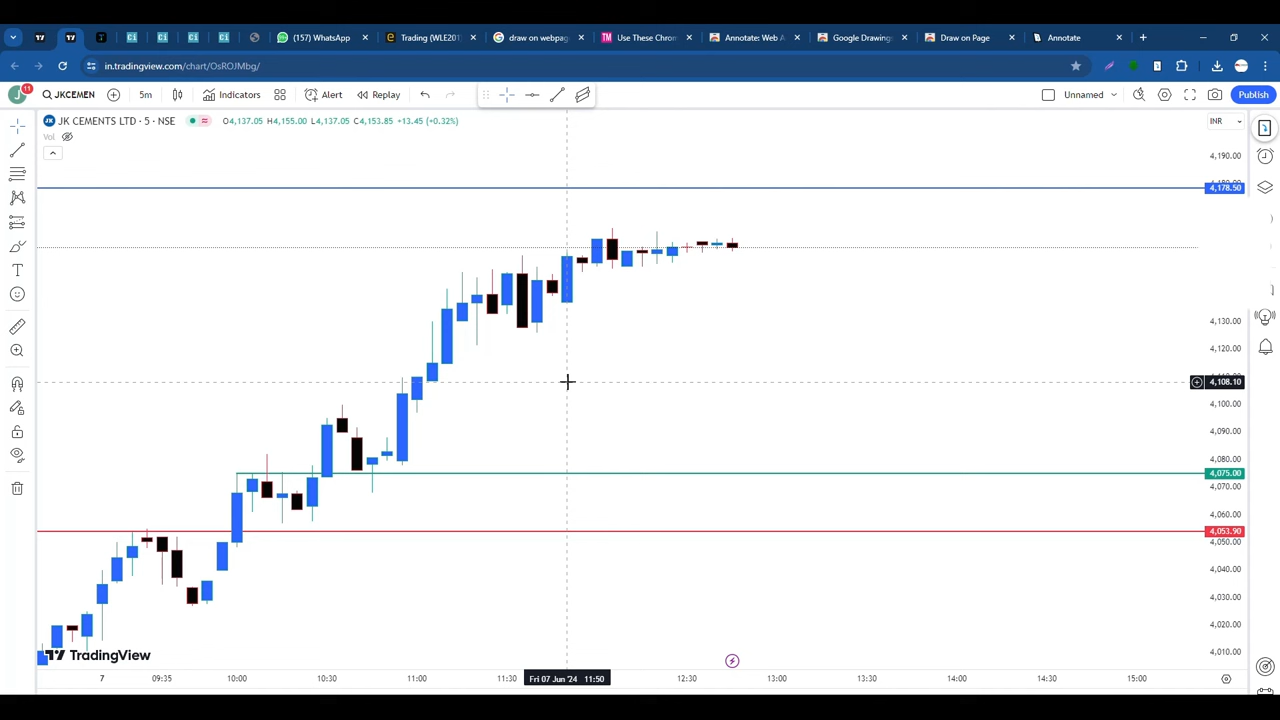 (157) WhatsApp
Trading (WLE201
draw on webpag
Use These Chrom
Annotate: Web A
Google Drawings
Draw on Page
Annotate
in.tradingview.com/chart/OsROJMbg/
J
11
JKCEMEN
5m
Indicators
Alert
Replay
Unnamed
Publish
JK CEMENTS LTD · 5 · NSE
O4,137.05 H4,155.00 L4,137.05 C4,153.85 +13.45 (+0.32%)
INR
Vol
4,190.00
4,178.50
4,130.00
4,120.00
4,108.10
4,100.00
4,090.00
4,080.00
4,075.00
4,070.00
4,060.00
4,053.90
4,050.00
4,040.00
4,030.00
4,020.00
4,010.00
TradingView
7
09:35
10:00
10:30
11:00
11:30
Fri 07 Jun '24 11:50
12:30
13:00
13:30
14:00
14:30
15:00